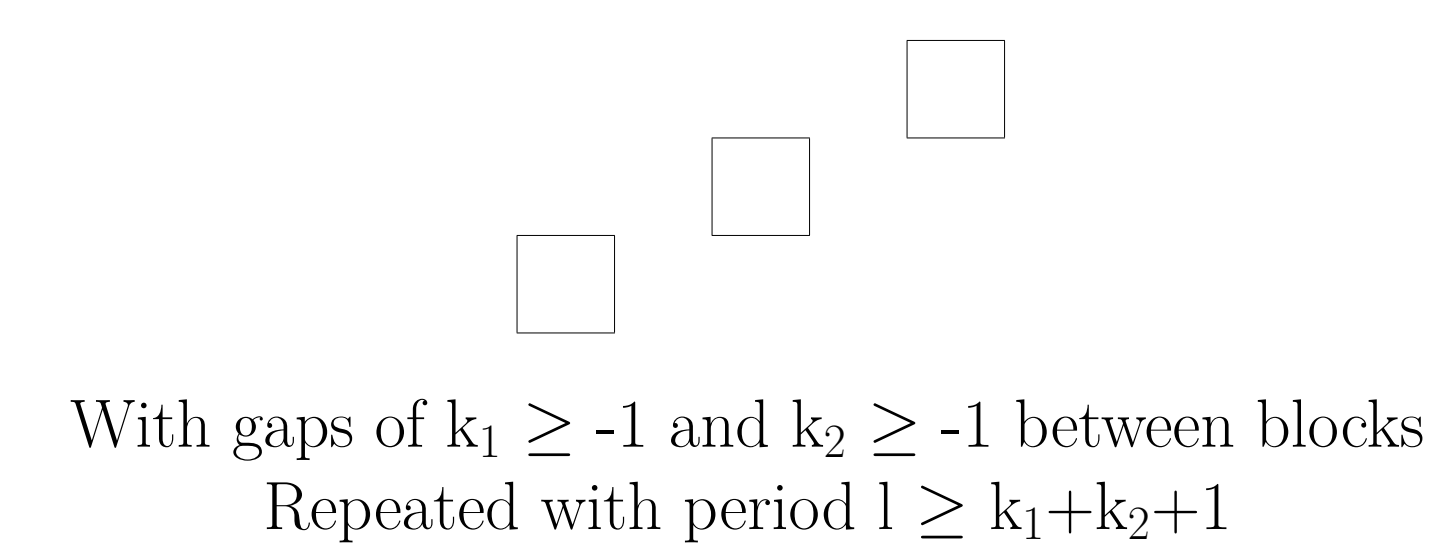 With gaps of k₁ ≥ -1 and k₂ ≥ -1 between blocks
Repeated with period l ≥ k₁+k₂+1